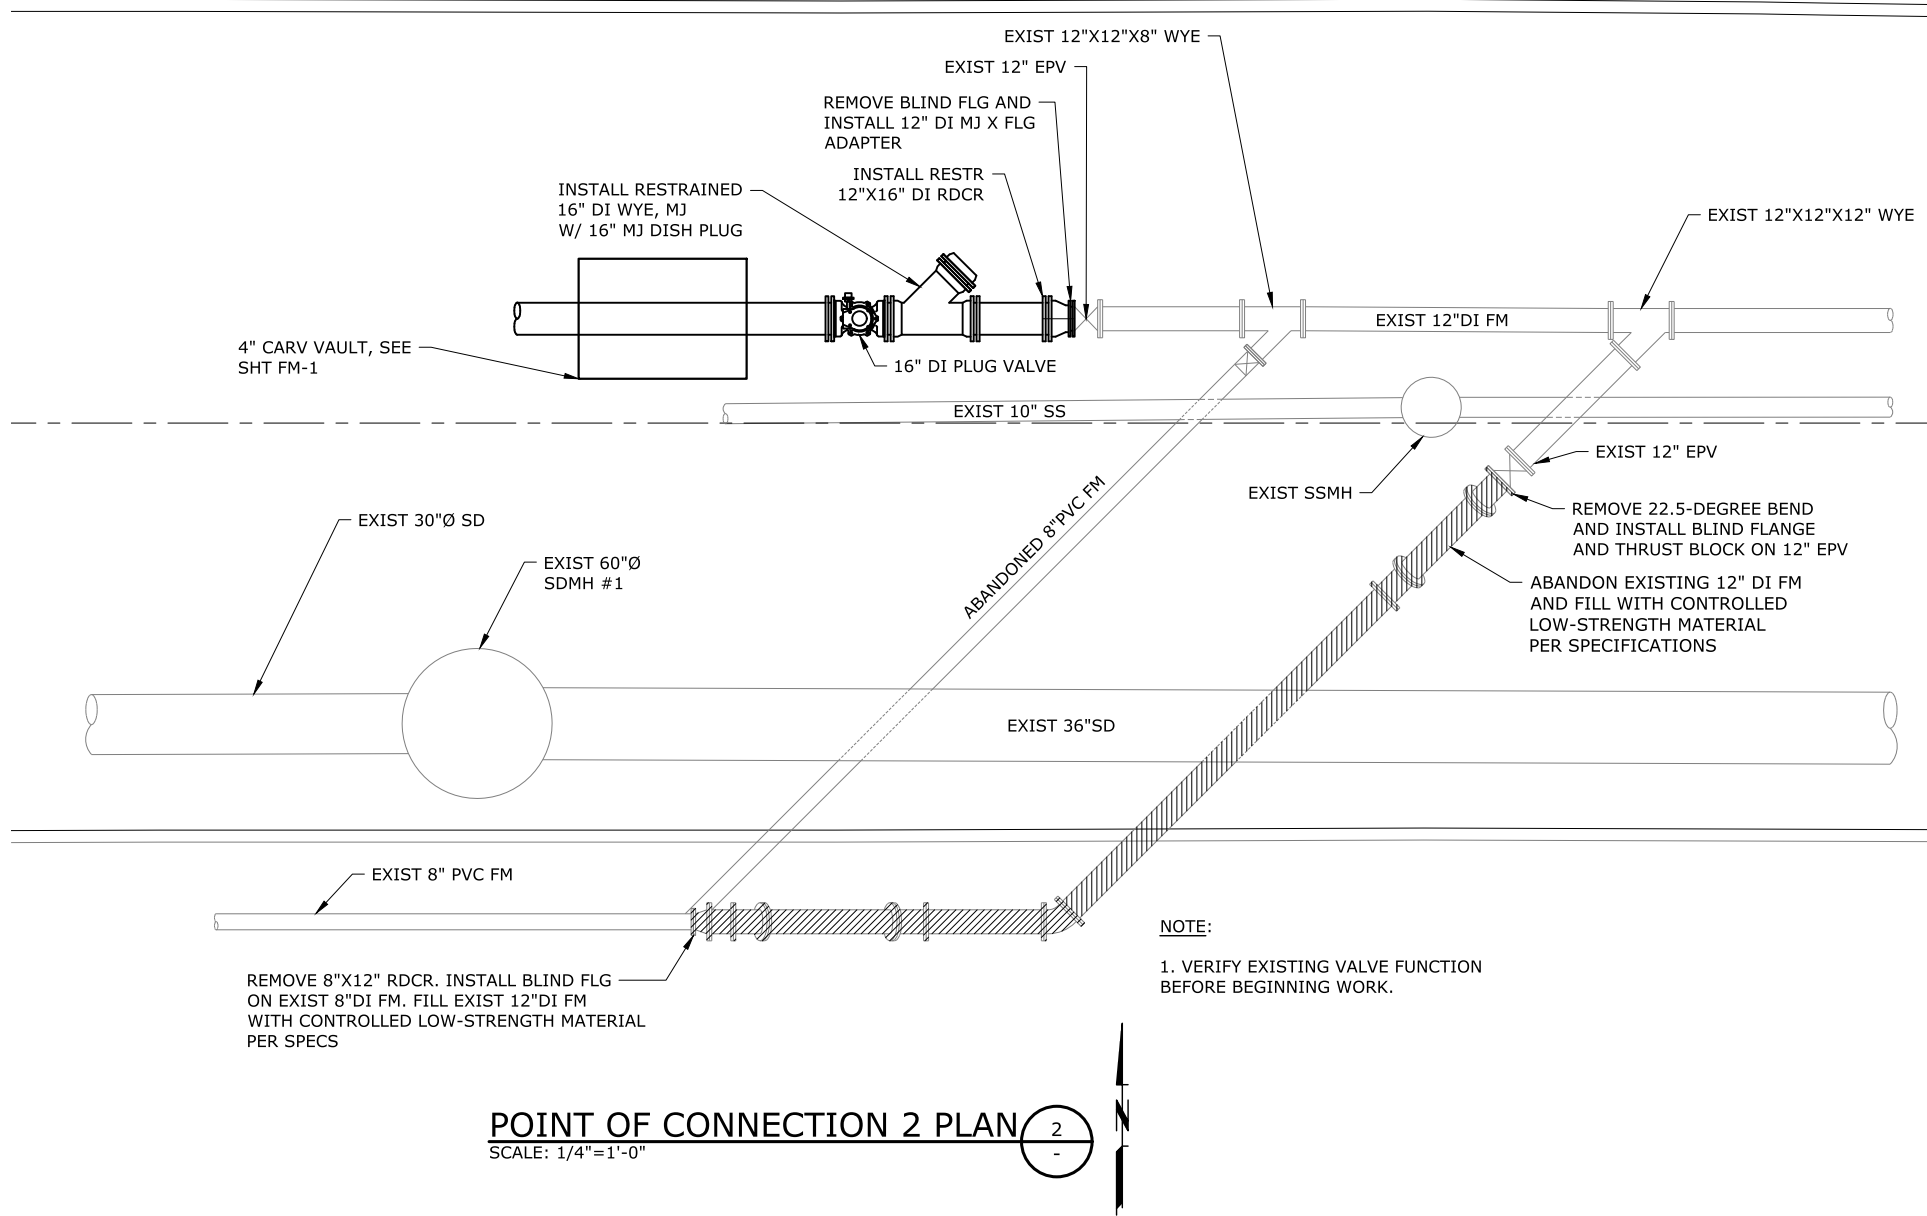 EXIST 12"X12"X8" WYE
EXIST 12" EPV
REMOVE BLIND FLG AND
INSTALL 12" DI MJ X FLG
ADAPTER
INSTALL RESTR
12"X16" DI RDCR
INSTALL RESTRAINED
16" DI WYE, MJ
W/ 16" MJ DISH PLUG
EXIST 12"X12"X12" WYE
EXIST 12"DI FM
4" CARV VAULT, SEE
SHT FM-1
16" DI PLUG VALVE
EXIST 10" SS
EXIST 12" EPV
EXIST SSMH
REMOVE 22.5-DEGREE BEND
AND INSTALL BLIND FLANGE
AND THRUST BLOCK ON 12" EPV
ABANDONED 8"PVC FM
EXIST 30"Ø SD
EXIST 60"Ø
SDMH #1
ABANDON EXISTING 12" DI FM
AND FILL WITH CONTROLLED
LOW-STRENGTH MATERIAL
PER SPECIFICATIONS
EXIST 36"SD
EXIST 8" PVC FM
REMOVE 8"X12" RDCR. INSTALL BLIND FLG
ON EXIST 8"DI FM. FILL EXIST 12"DI FM
WITH CONTROLLED LOW-STRENGTH MATERIAL
PER SPECS
NOTE:
1. VERIFY EXISTING VALVE FUNCTION
BEFORE BEGINNING WORK.
POINT OF CONNECTION 2 PLAN
SCALE: 1/4"=1'-0"
2
-
N